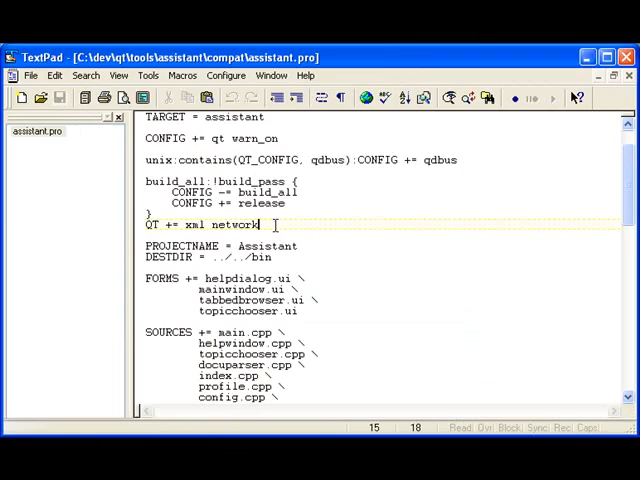 TextPad - [C:\dev\qt\tools\assistant\compat\assistant.pro]
File Edit Search View Tools Macros Configure Window Help
assistant.pro
TARGET = assistant
CONFIG += qt warn_on
unix:contains(QT_CONFIG, qdbus):CONFIG += qdbus
build_all:!build_pass {
CONFIG -= build_all
CONFIG += release
}
QT += xml network
PROJECTNAME = Assistant
DESTDIR = ../../bin
FORMS += helpdialog.ui \
mainwindow.ui \
tabbedbrowser.ui \
topicchooser.ui
SOURCES += main.cpp \
helpwindow.cpp \
topicchooser.cpp \
docuparser.cpp \
index.cpp \
profile.cpp \
config.cpp \
15 18 Read Ovr Block Sync Rec Caps